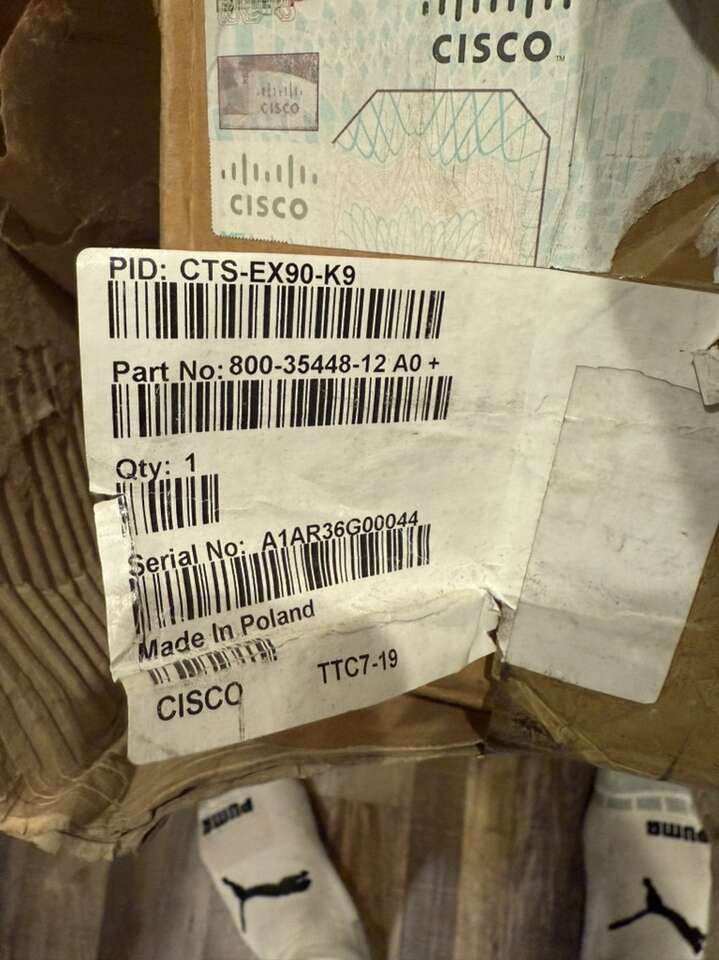 CISCO™
CISCO
CISCO
PID: CTS-EX90-K9
Part No: 800-35448-12 A0 +
Qty: 1
Serial No: A1AR36G00044
Made In Poland
CISCO
TTC7-19
PUMA
PUMA